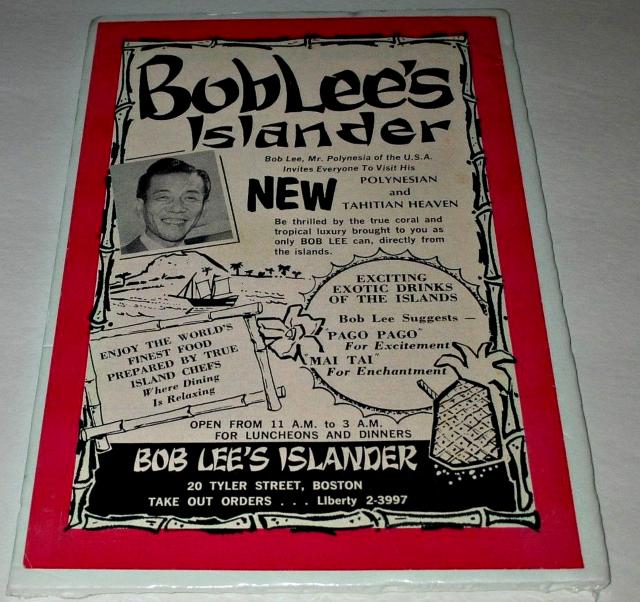 BobLee's
Islander
Bob Lee, Mr. Polynesia of the U.S.A.
Invites Everyone To Visit His
NEW
POLYNESIAN
and
TAHITIAN HEAVEN
Be thrilled by the true coral and
tropical luxury brought to you as
only BOB LEE can, directly from
the islands.
EXCITING
EXOTIC DRINKS
OF THE ISLANDS
Bob Lee Suggests —
"PAGO PAGO"
For Excitement
"MAI TAI"
For Enchantment
ENJOY THE WORLD'S
FINEST FOOD
PREPARED BY TRUE
ISLAND CHEFS
Where Dining
Is Relaxing
OPEN FROM 11 A.M. to 3 A.M.
FOR LUNCHEONS AND DINNERS
BOB LEE'S ISLANDER
20 TYLER STREET, BOSTON
TAKE OUT ORDERS . . . LIberty 2-3997